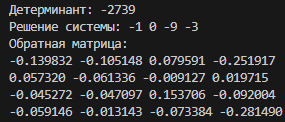 Детерминант: -2739
Решение системы: -1 0 -9 -3
Обратная матрица:
-0.139832 -0.105148 0.079591 -0.251917
0.057320 -0.061336 -0.009127 0.019715
-0.045272 -0.047097 0.153706 -0.092004
-0.059146 -0.013143 -0.073384 -0.281490